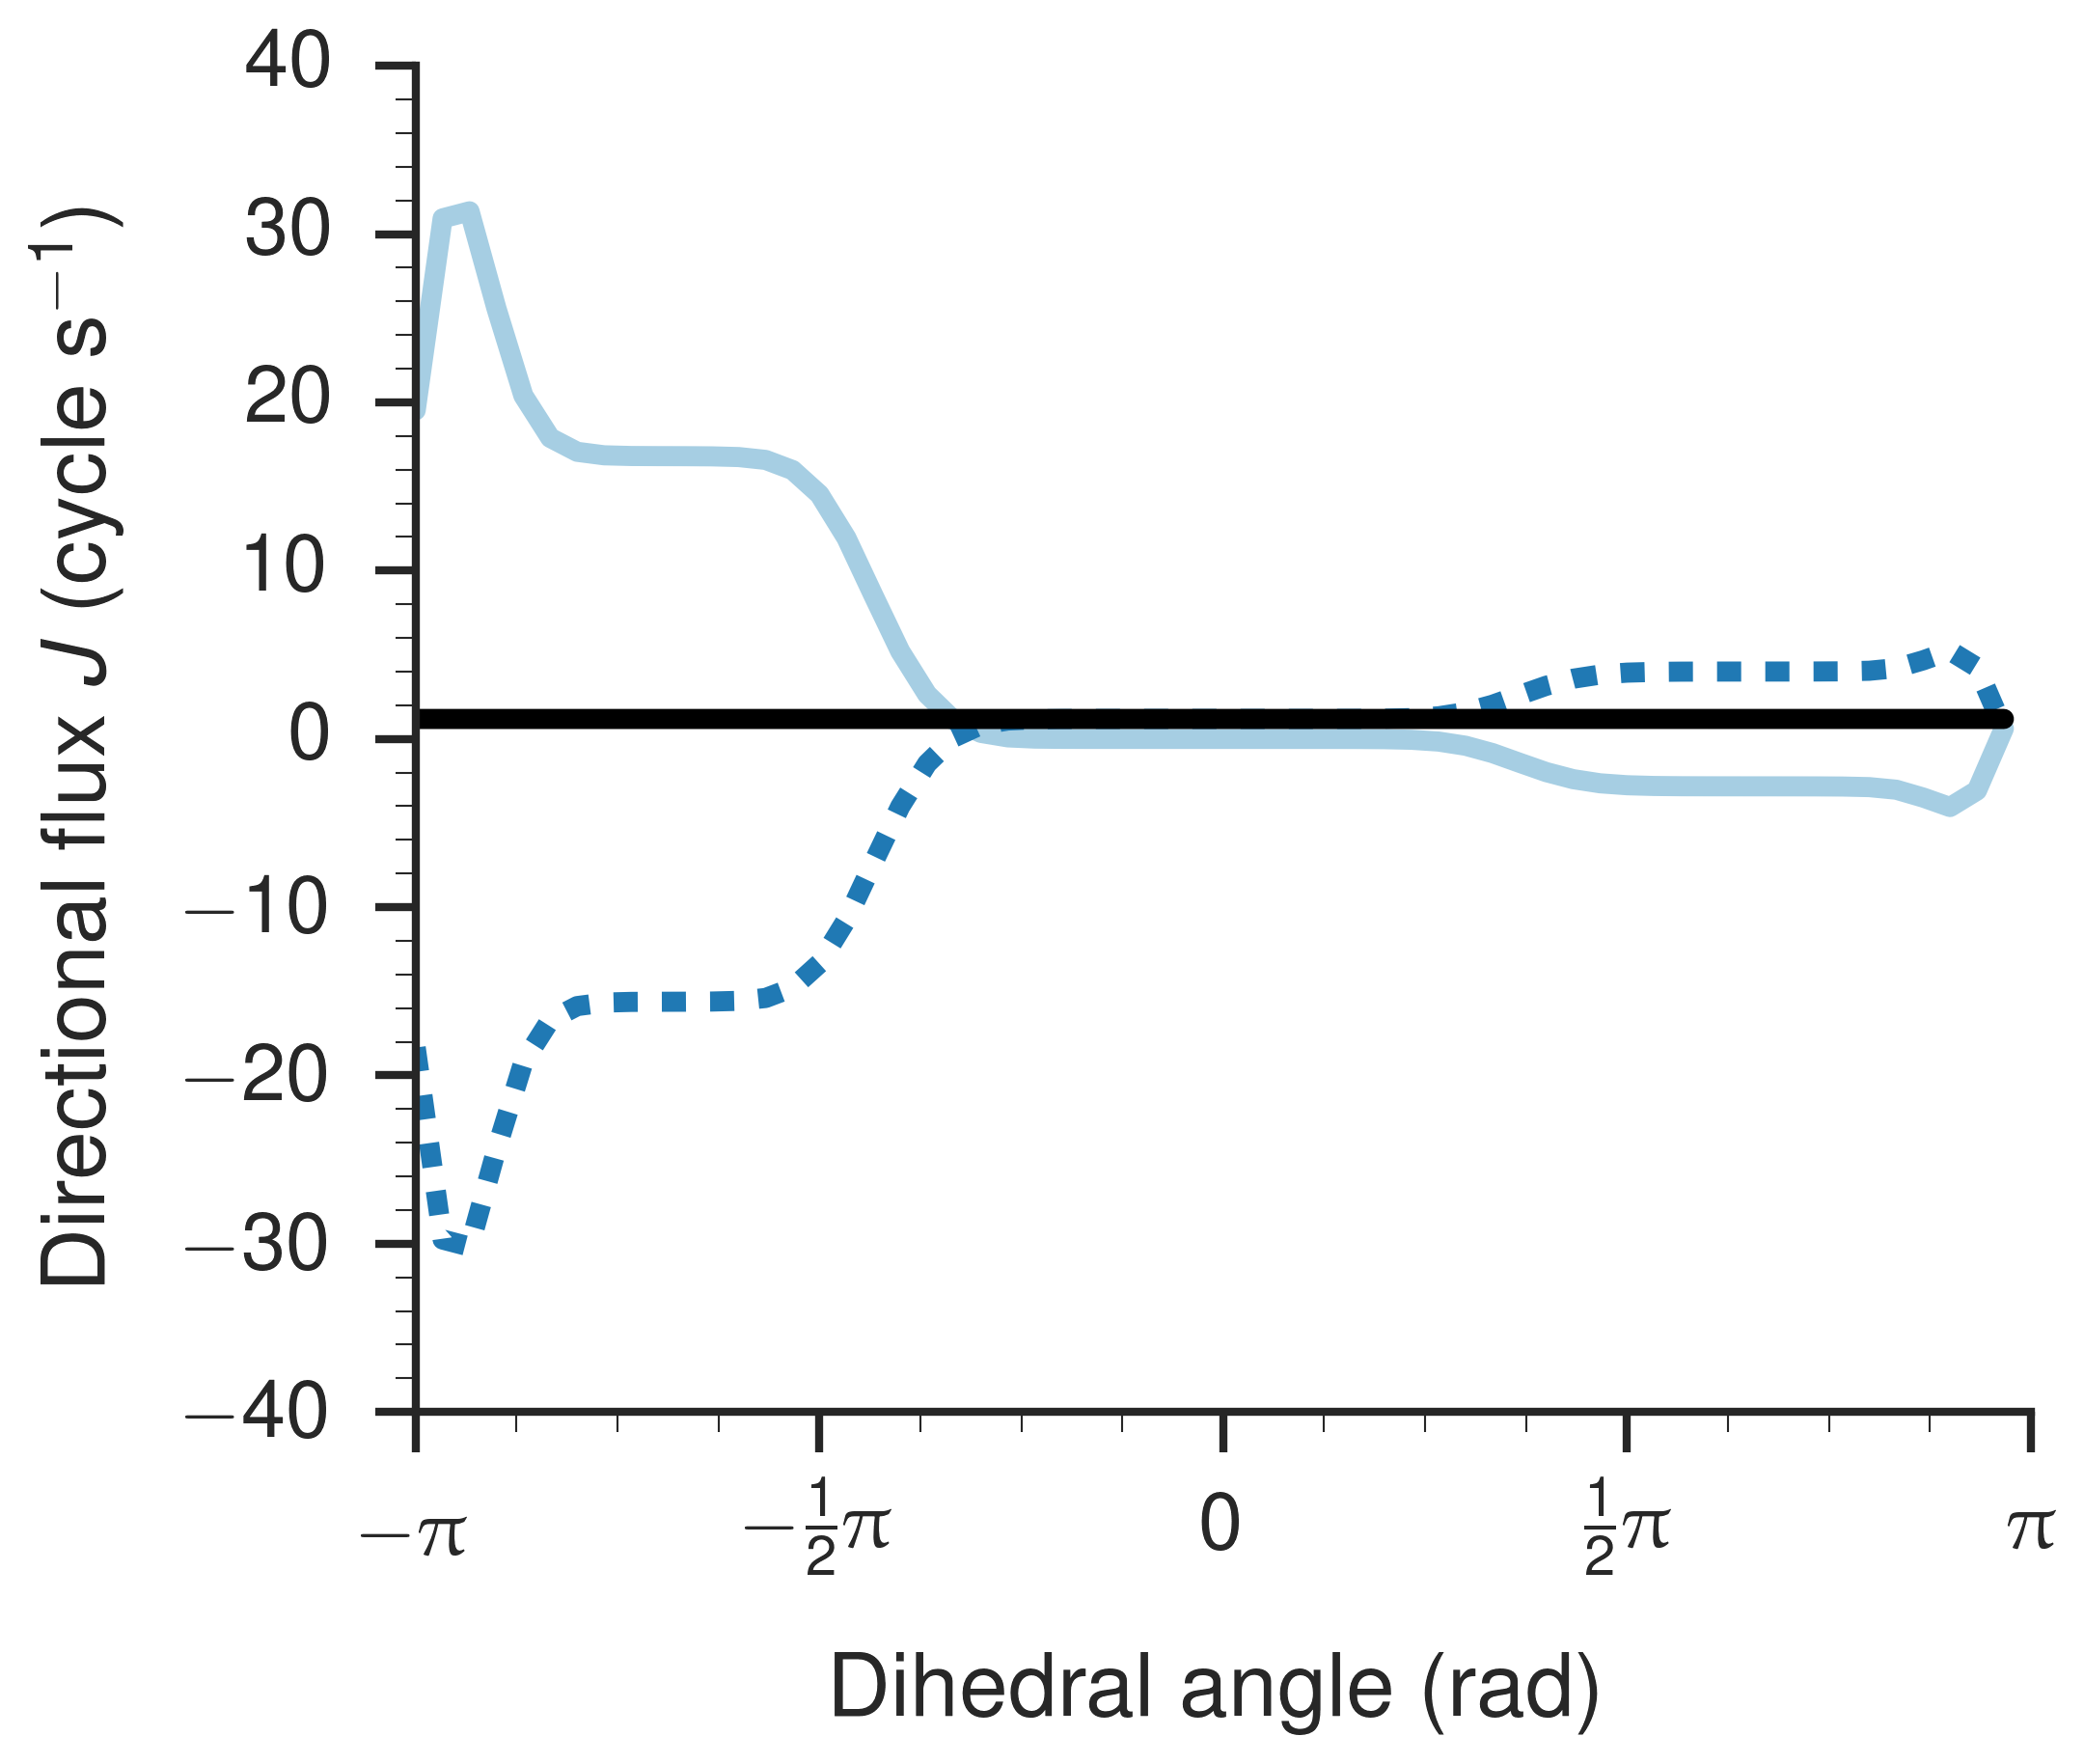 Directional flux J (cycle s⁻¹)
40
30
20
10
0
−10
−20
−30
−40
−π
−½π
0
½π
π
Dihedral angle (rad)